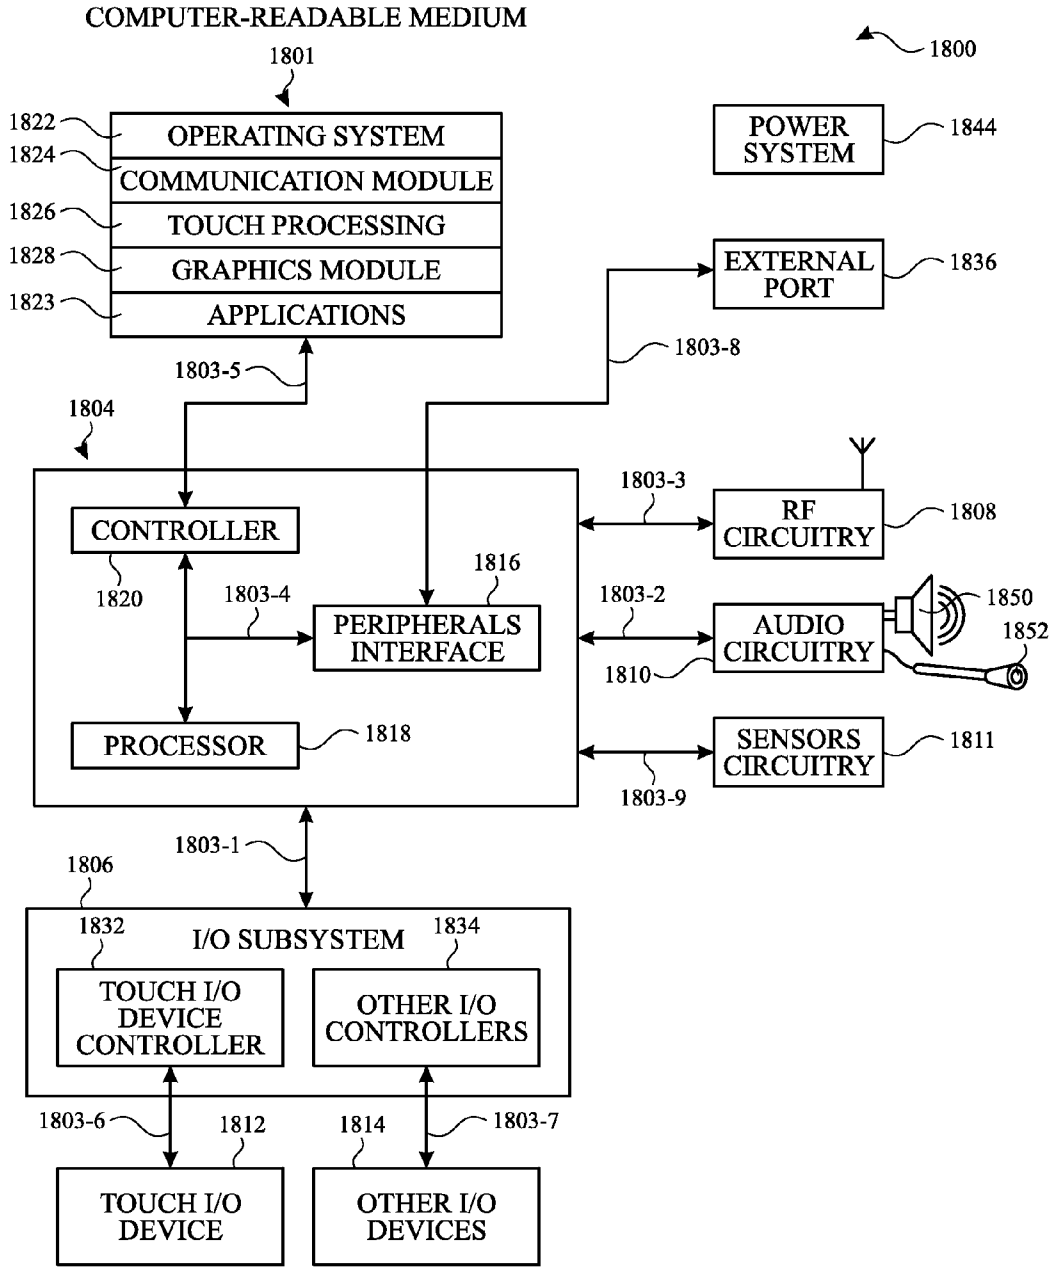 COMPUTER-READABLE MEDIUM
1801
1800
1822
OPERATING SYSTEM
1824
COMMUNICATION MODULE
1826
TOUCH PROCESSING
1828
GRAPHICS MODULE
1823
APPLICATIONS
POWER
SYSTEM
1844
EXTERNAL
PORT
1836
1803-5
1803-8
1804
CONTROLLER
1820
1803-4
1816
PERIPHERALS
INTERFACE
PROCESSOR
1818
1803-3
RF
CIRCUITRY
1808
1803-2
AUDIO
CIRCUITRY
1810
1850
1852
SENSORS
CIRCUITRY
1811
1803-9
1803-1
1806
I/O SUBSYSTEM
1832
TOUCH I/O
DEVICE
CONTROLLER
1834
OTHER I/O
CONTROLLERS
1803-6
1812
1814
1803-7
TOUCH I/O
DEVICE
OTHER I/O
DEVICES